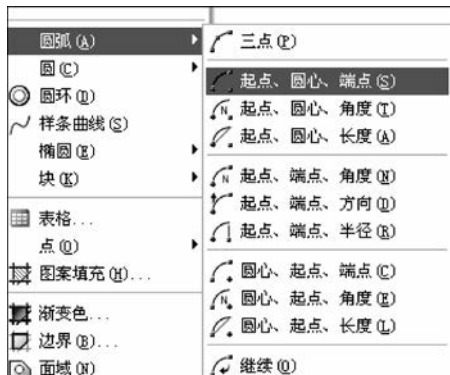 圆弧(A)
圆(C)
圆环(D)
样条曲线(S)
椭圆(E)
块(K)
表格...
点(O)
图案填充(H)...
渐变色...
边界(B)...
面域(N)
三点(P)
起点、圆心、端点(S)
起点、圆心、角度(T)
起点、圆心、长度(A)
起点、端点、角度(N)
起点、端点、方向(D)
起点、端点、半径(R)
圆心、起点、端点(C)
圆心、起点、角度(E)
圆心、起点、长度(L)
继续(O)